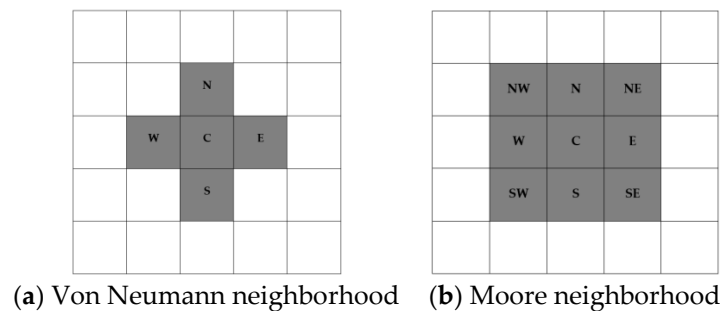 N
W C E
S
NW N NE
W C E
SW S SE
(a) Von Neumann neighborhood (b) Moore neighborhood